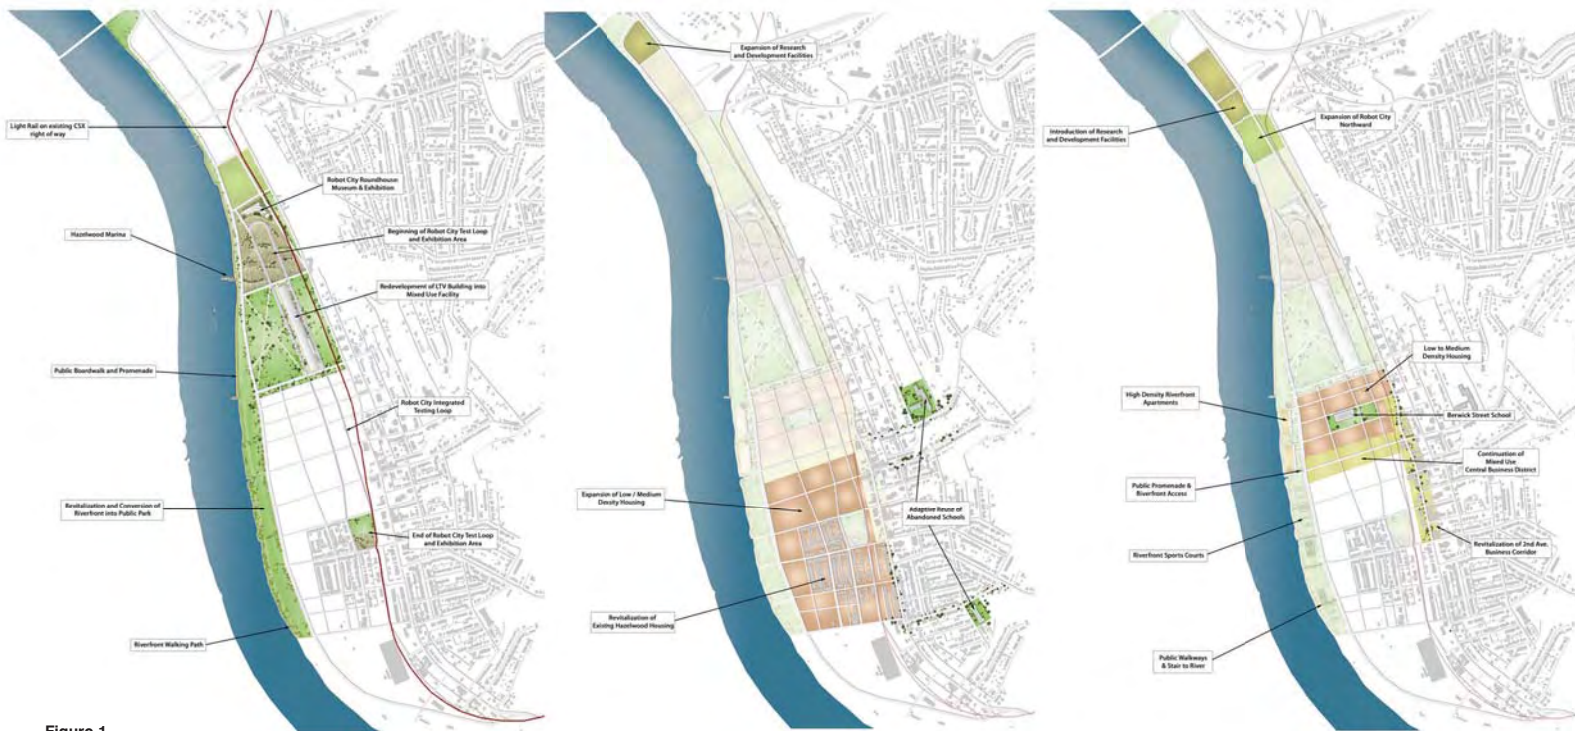 Light Rail on existing CSX
right of way
Robot City Roundhouse
Museum & Exhibition
Hazelwood Marina
Beginning of Robot City Test Loop
and Exhibition Area
Redevelopment of LTV Building into
Mixed Use Facility
Public Boardwalk and Promenade
Robot City Integrated
Testing Loop
Revitalization and Conversion of
Riverfront into Public Park
End of Robot City Test Loop
and Exhibition Area
Riverfront Walking Path
Expansion of Research
and Development Facilities
Expansion of Low / Medium
Density Housing
Adaptive Reuse of
Abandoned Schools
Revitalization of
Existing Hazelwood Housing
Introduction of Research
and Development Facilities
Expansion of Robot City
Northward
Low to Medium
Density Housing
High Density Riverfront
Apartments
Berwick Street School
Continuation of
Mixed Use
Central Business District
Public Promenade &
Riverfront Access
Riverfront Sports Courts
Revitalization of 2nd Ave.
Business Corridor
Public Walkways
& Stair to River
Figure 1